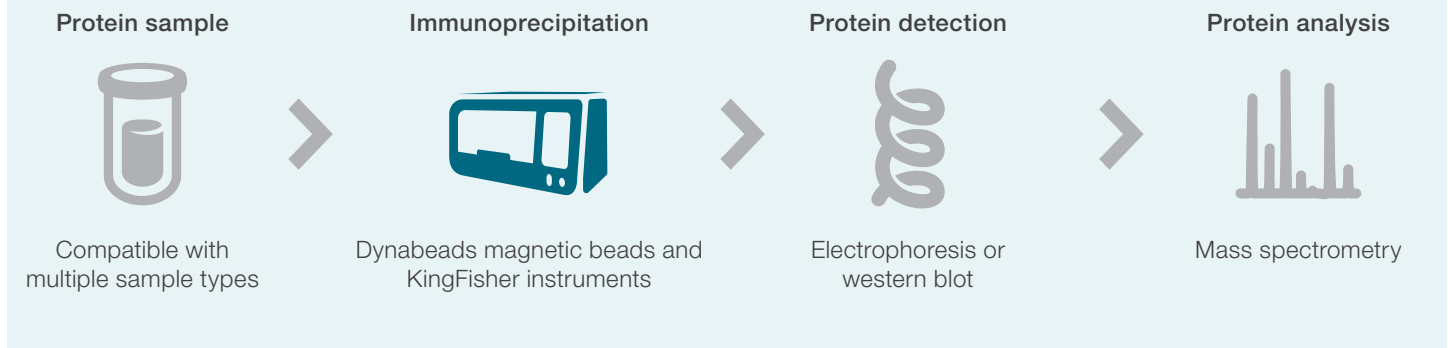 Protein sample
Immunoprecipitation
Protein detection
Protein analysis
Compatible with
multiple sample types
Dynabeads magnetic beads and
KingFisher instruments
Electrophoresis or
western blot
Mass spectrometry